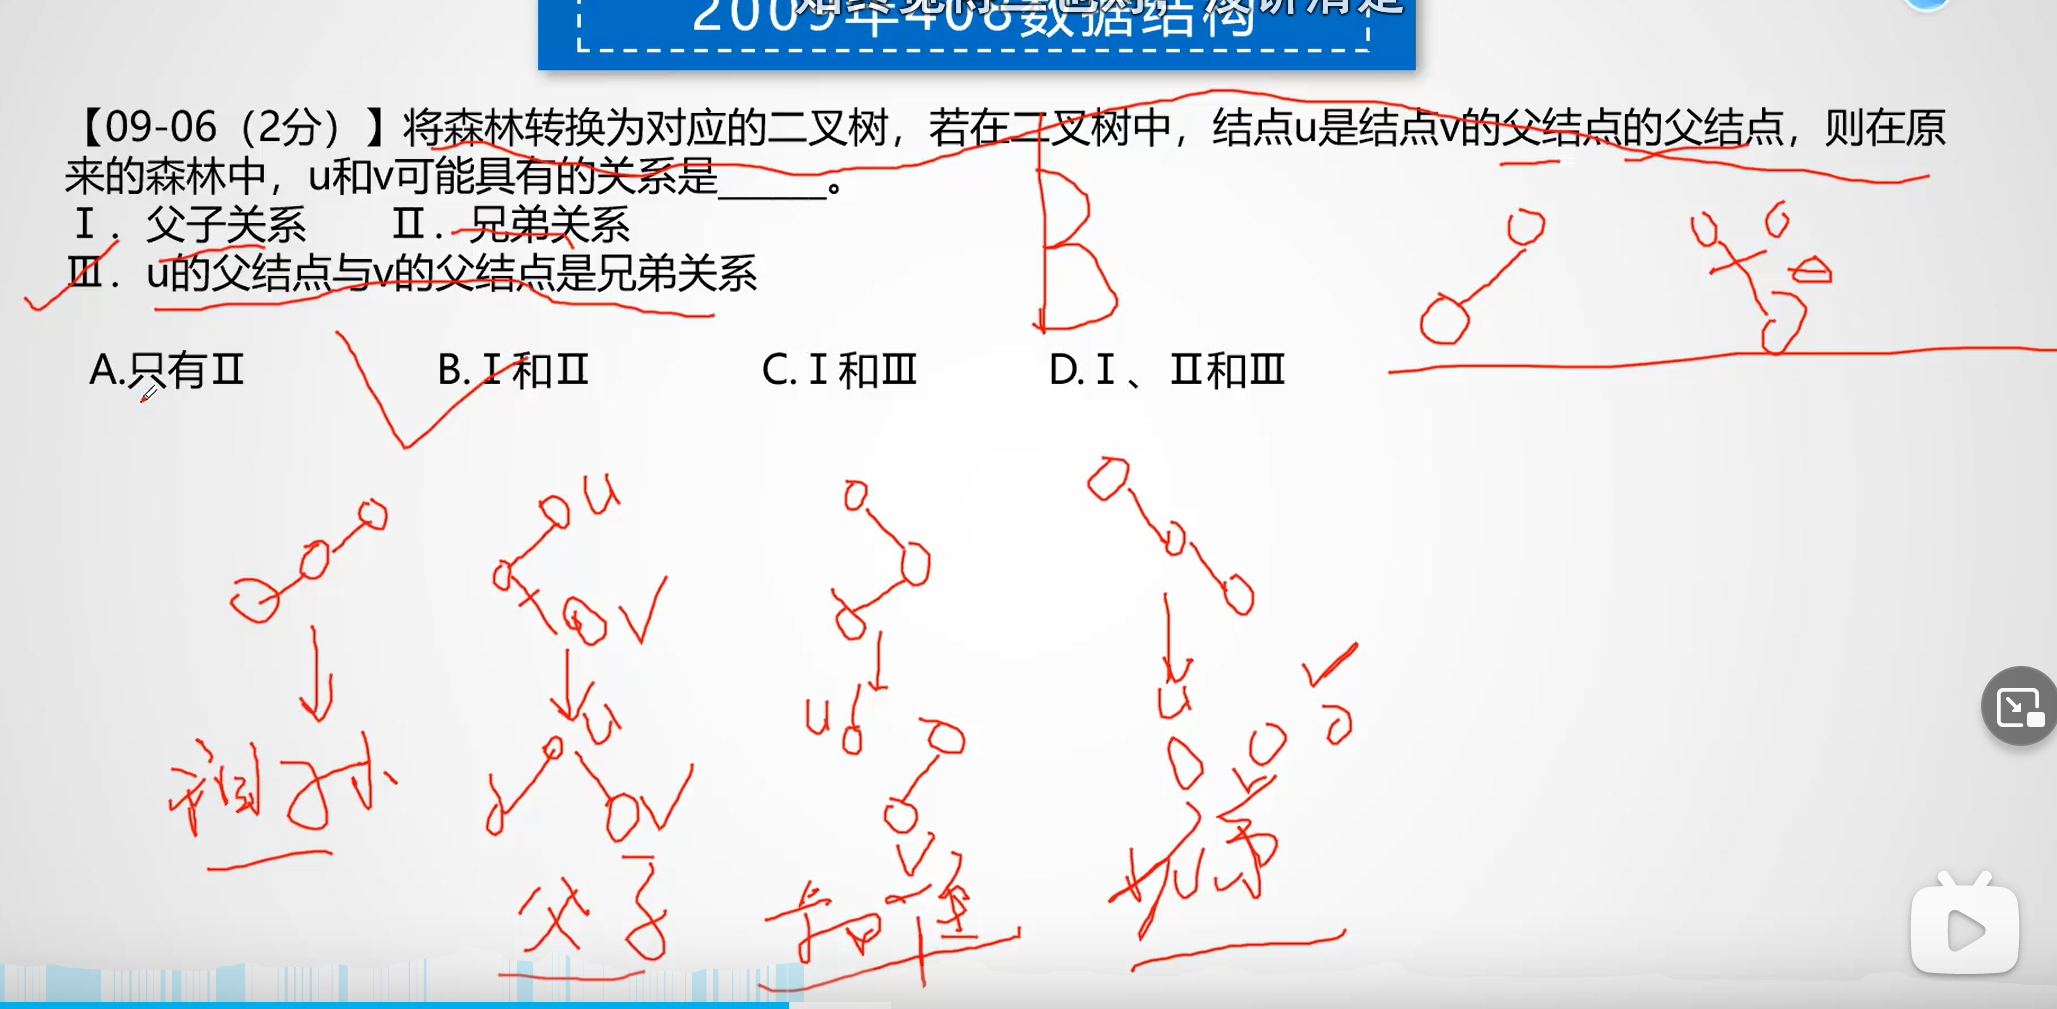 2009年408数据结构
【09-06（2分）】将森林转换为对应的二叉树，若在二叉树中，结点u是结点v的父结点的父结点，则在原
来的森林中，u和v可能具有的关系是______。
Ⅰ．父子关系 Ⅱ．兄弟关系
Ⅲ．u的父结点与v的父结点是兄弟关系
B
A.只有Ⅱ B.Ⅰ和Ⅱ C.Ⅰ和Ⅲ D.Ⅰ、Ⅱ和Ⅲ
u
v
u
u
u
v
v
父子
兄弟